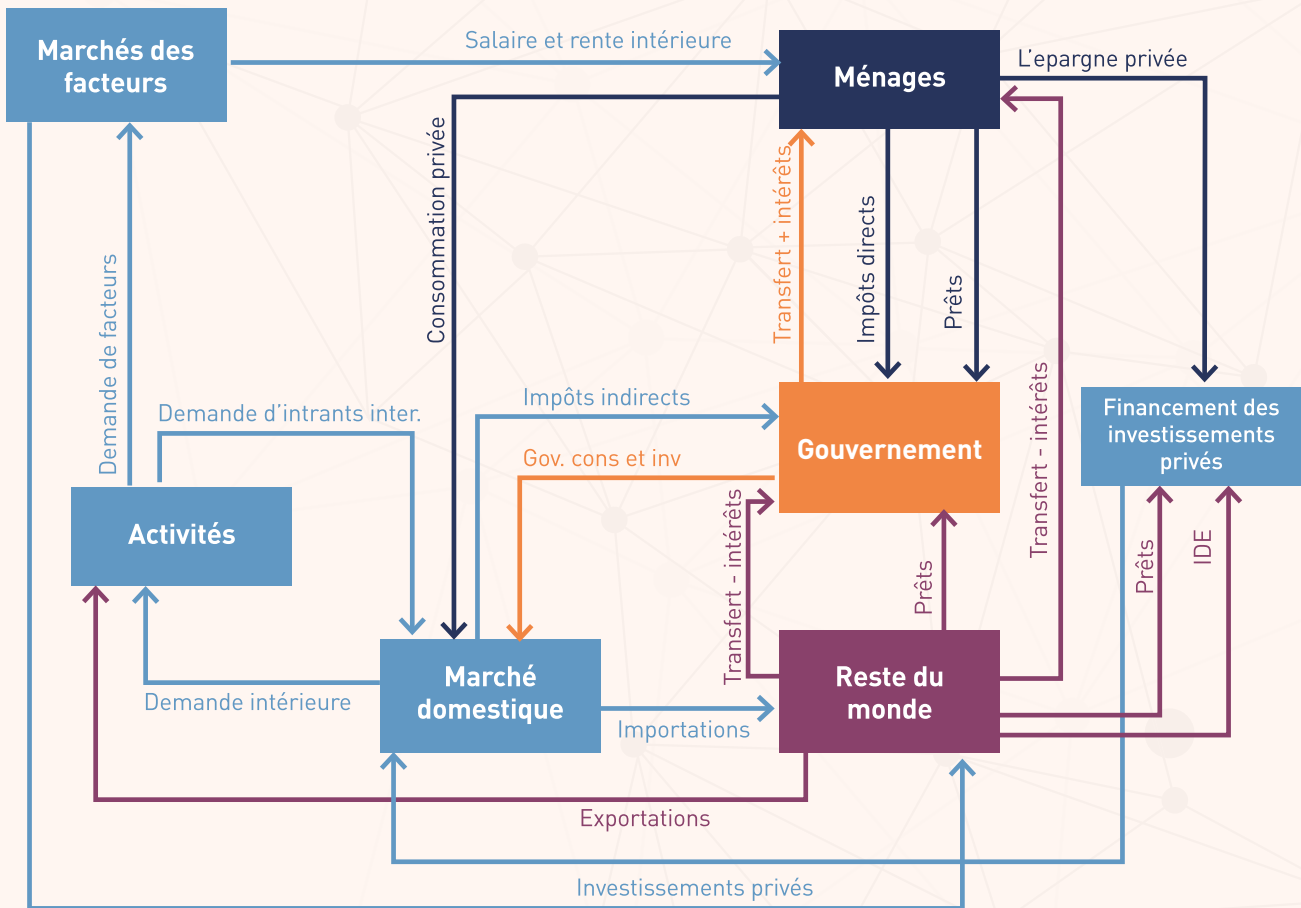 Marchés des
facteurs
Salaire et rente intérieure
Ménages
L'epargne privée
Consommation privée
Transfert + intérêts
Impôts directs
Prêts
Demande de facteurs
Transfert - intérêts
Demande d'intrants inter.
Impôts indirects
Gov. cons et inv
Gouvernement
Financement des
investissements
privés
Activités
Transfert - intérêts
Prêts
Prêts
IDE
Demande intérieure
Marché
domestique
Importations
Reste du
monde
Exportations
Investissements privés